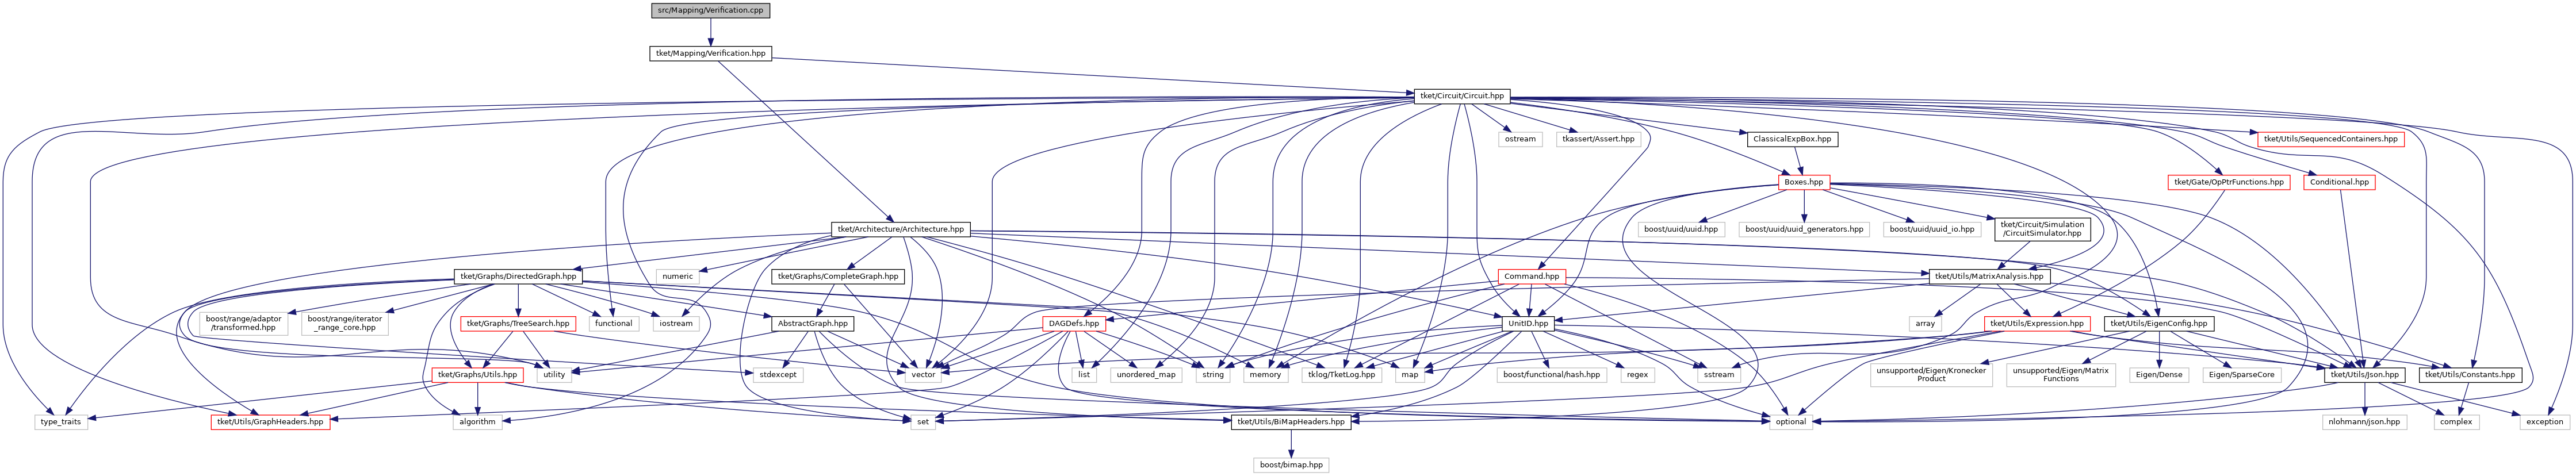 src/Mapping/Verification.cpp
tket/Mapping/Verification.hpp
tket/Circuit/Circuit.hpp
ostream
tkassert/Assert.hpp
ClassicalExpBox.hpp
tket/Utils/SequencedContainers.hpp
Boxes.hpp
tket/Gate/OpPtrFunctions.hpp
Conditional.hpp
tket/Architecture/Architecture.hpp
boost/uuid/uuid.hpp
boost/uuid/uuid_generators.hpp
boost/uuid/uuid_io.hpp
tket/Circuit/Simulation
/CircuitSimulator.hpp
tket/Graphs/DirectedGraph.hpp
numeric
tket/Graphs/CompleteGraph.hpp
Command.hpp
tket/Utils/MatrixAnalysis.hpp
boost/range/adaptor
/transformed.hpp
boost/range/iterator
_range_core.hpp
tket/Graphs/TreeSearch.hpp
functional
iostream
AbstractGraph.hpp
DAGDefs.hpp
UnitID.hpp
array
tket/Utils/Expression.hpp
tket/Utils/EigenConfig.hpp
tket/Graphs/Utils.hpp
utility
stdexcept
vector
list
unordered_map
string
memory
tklog/TketLog.hpp
map
boost/functional/hash.hpp
regex
sstream
unsupported/Eigen/Kronecker
Product
unsupported/Eigen/Matrix
Functions
Eigen/Dense
Eigen/SparseCore
tket/Utils/Json.hpp
tket/Utils/Constants.hpp
type_traits
tket/Utils/GraphHeaders.hpp
algorithm
set
tket/Utils/BiMapHeaders.hpp
optional
nlohmann/json.hpp
complex
exception
boost/bimap.hpp